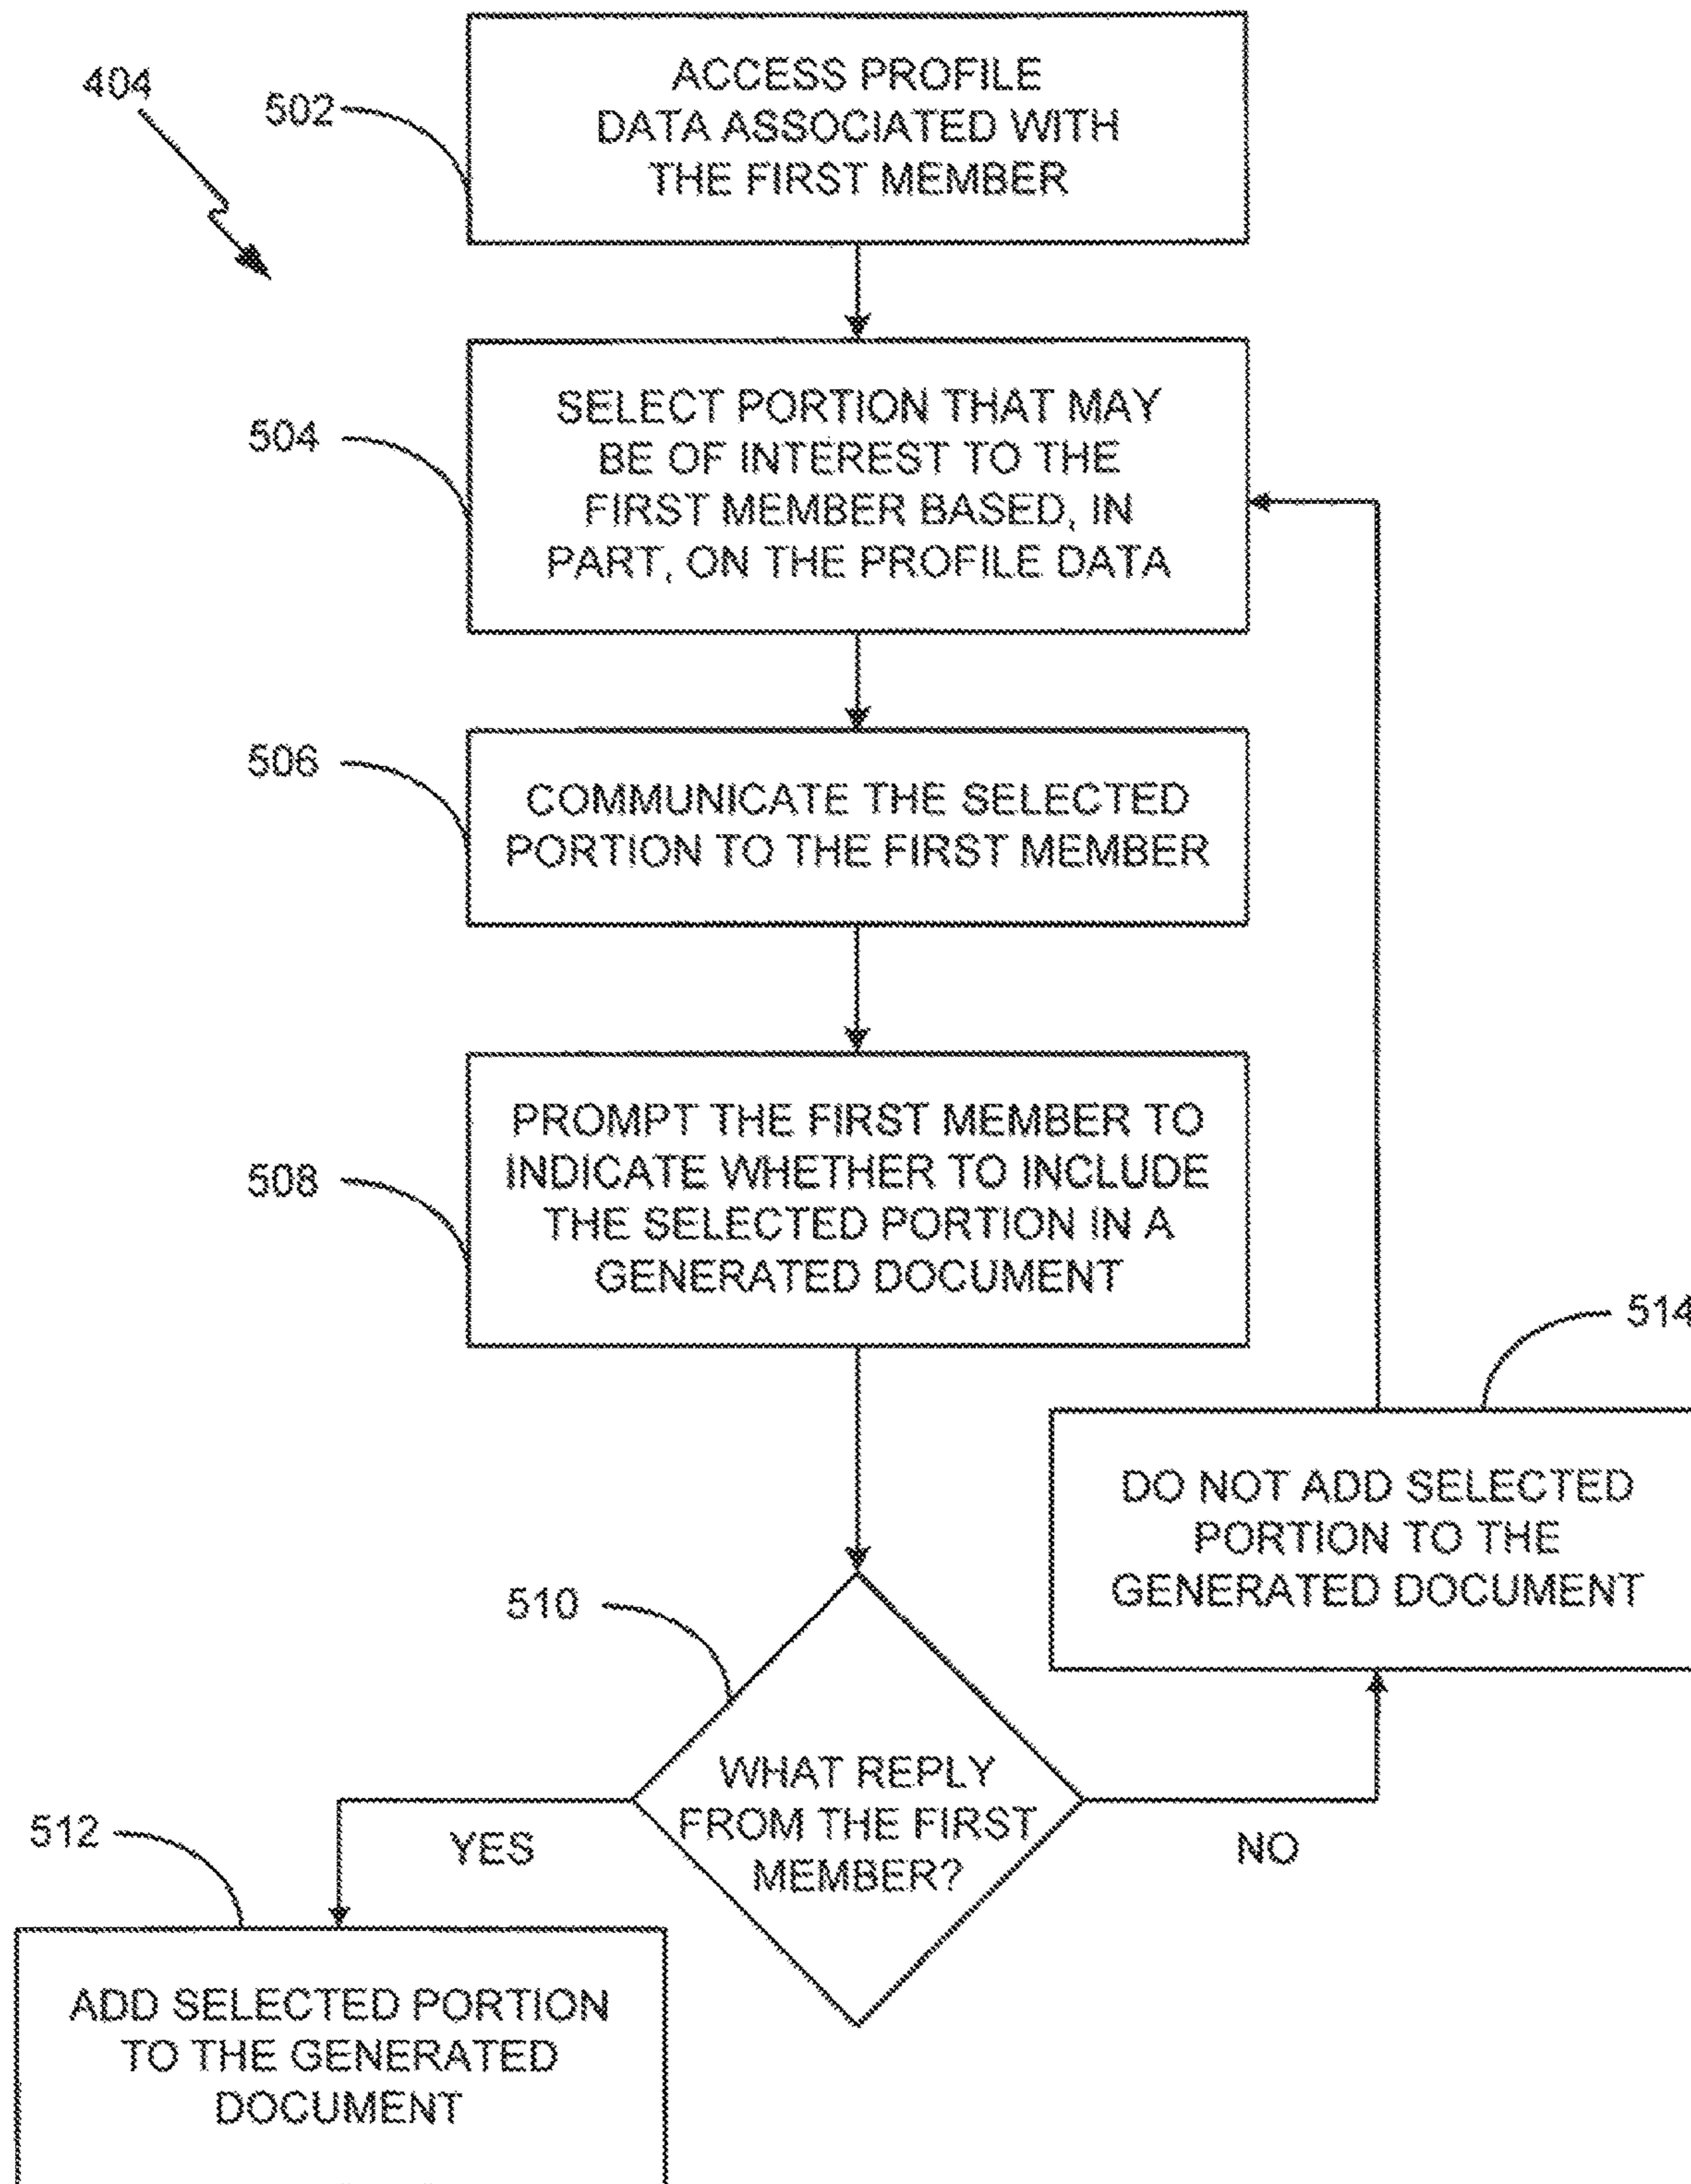 404
502
ACCESS PROFILE
DATA ASSOCIATED WITH
THE FIRST MEMBER
504
SELECT PORTION THAT MAY
BE OF INTEREST TO THE
FIRST MEMBER BASED, IN
PART, ON THE PROFILE DATA
506
COMMUNICATE THE SELECTED
PORTION TO THE FIRST MEMBER
508
PROMPT THE FIRST MEMBER TO
INDICATE WHETHER TO INCLUDE
THE SELECTED PORTION IN A
GENERATED DOCUMENT
514
DO NOT ADD SELECTED
PORTION TO THE
GENERATED DOCUMENT
510
WHAT REPLY
FROM THE FIRST
MEMBER?
YES
NO
512
ADD SELECTED PORTION
TO THE GENERATED
DOCUMENT